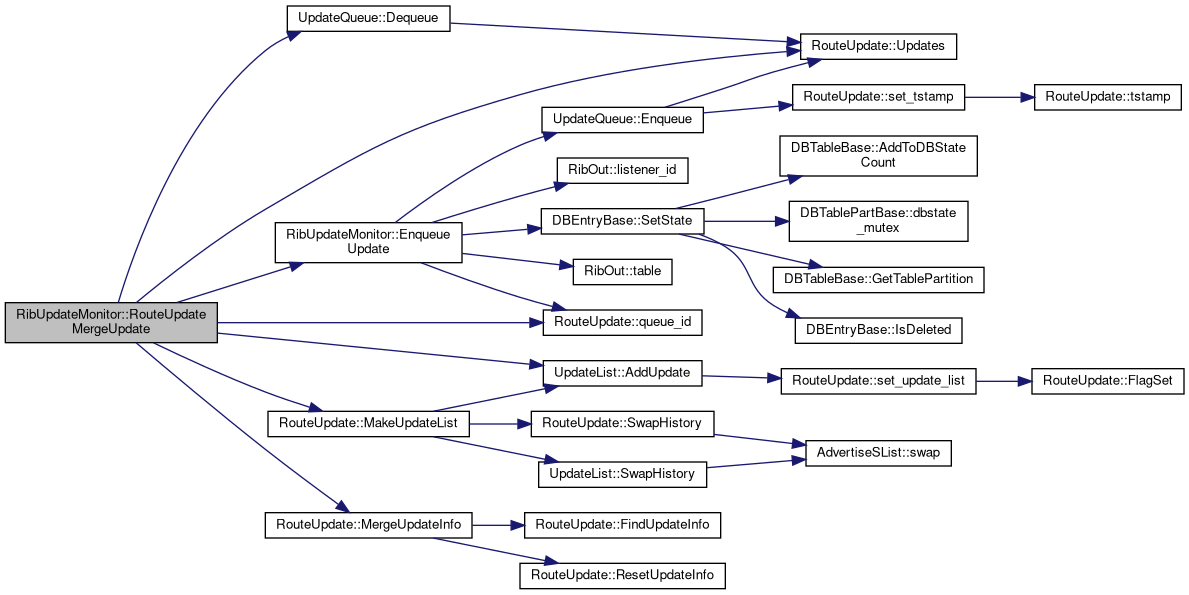 UpdateQueue::Dequeue
RouteUpdate::Updates
RouteUpdate::set_tstamp
RouteUpdate::tstamp
UpdateQueue::Enqueue
DBTableBase::AddToDBState
Count
RibOut::listener_id
DBEntryBase::SetState
DBTablePartBase::dbstate
_mutex
RibUpdateMonitor::Enqueue
Update
RibOut::table
DBTableBase::GetTablePartition
RibUpdateMonitor::RouteUpdate
MergeUpdate
RouteUpdate::queue_id
DBEntryBase::IsDeleted
UpdateList::AddUpdate
RouteUpdate::set_update_list
RouteUpdate::FlagSet
RouteUpdate::MakeUpdateList
RouteUpdate::SwapHistory
AdvertiseSList::swap
UpdateList::SwapHistory
RouteUpdate::MergeUpdateInfo
RouteUpdate::FindUpdateInfo
RouteUpdate::ResetUpdateInfo